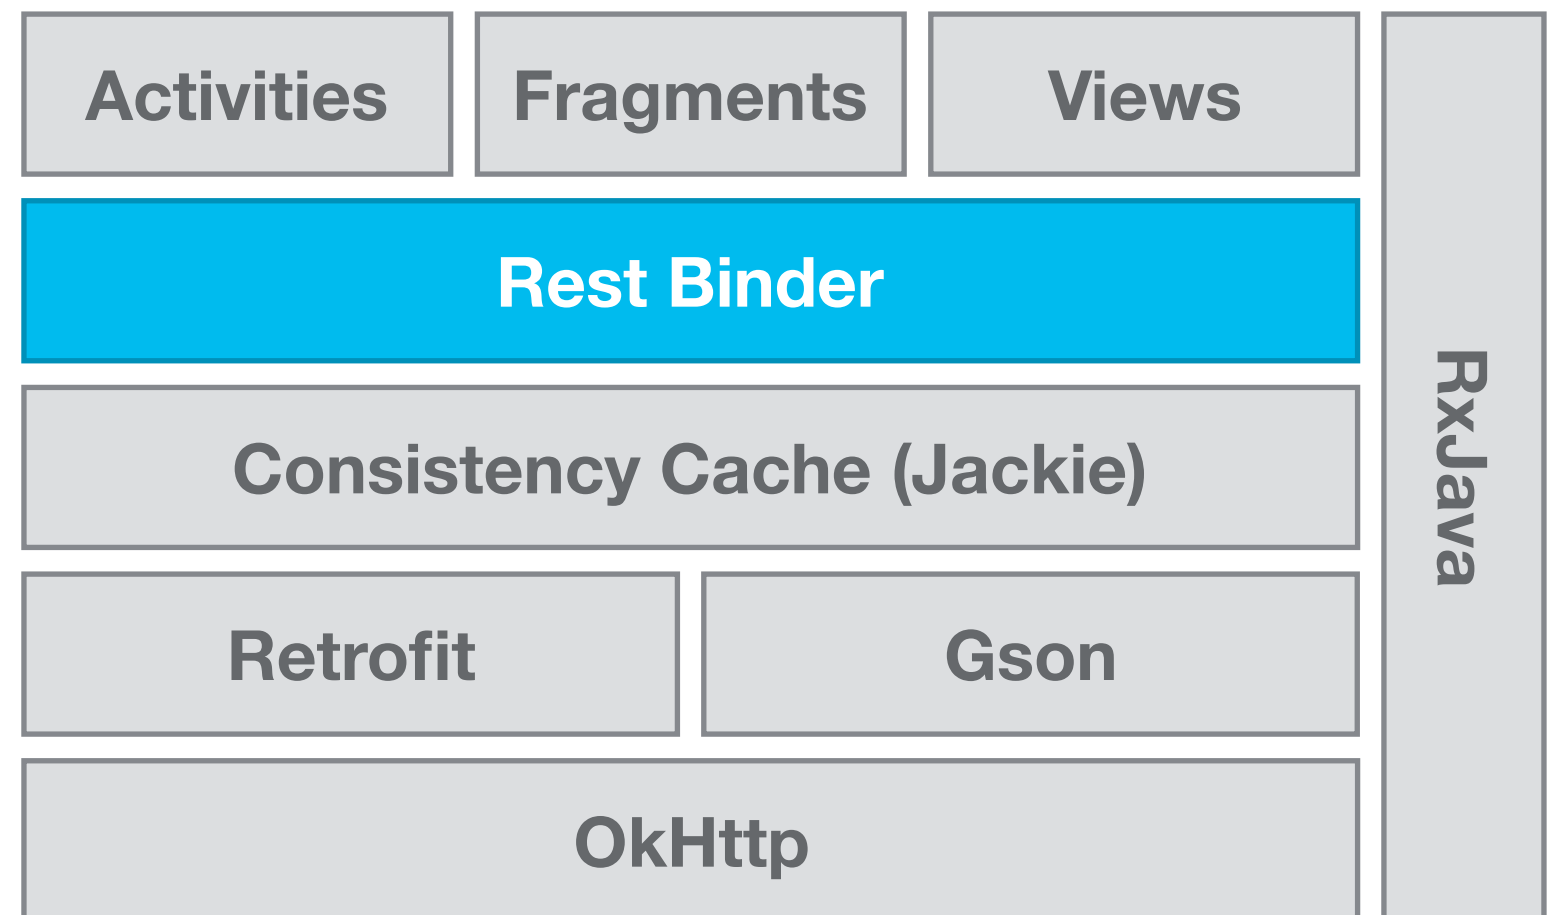 Activities
Fragments
Views
Rest Binder
Consistency Cache (Jackie)
Retrofit
Gson
OkHttp
RxJava